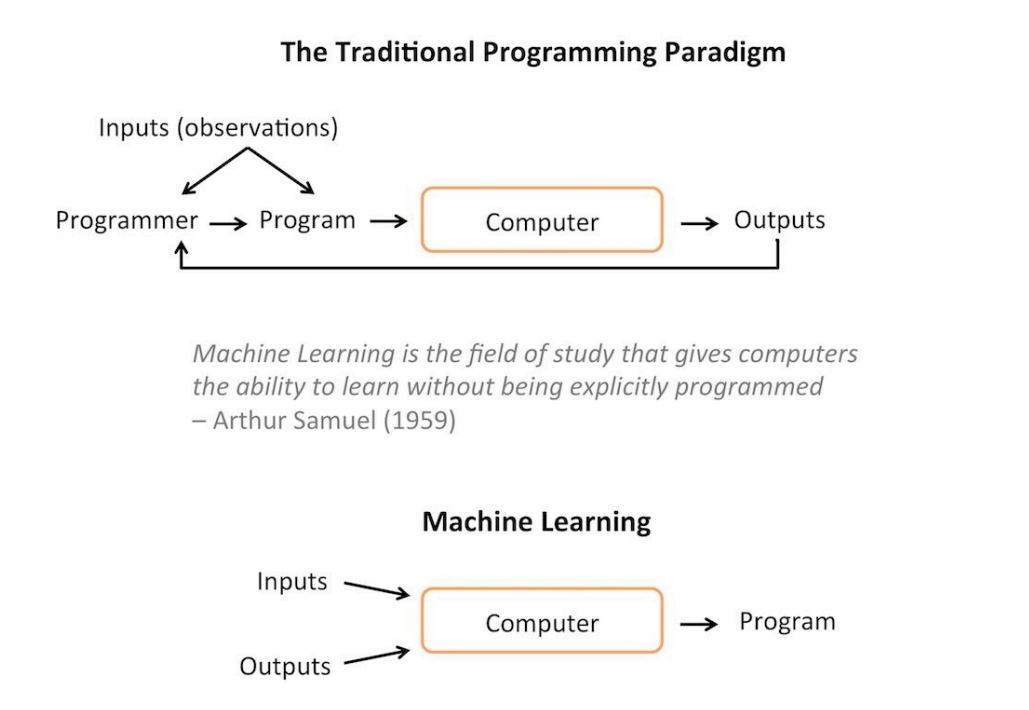 The Traditional Programming Paradigm
Inputs (observations)
Programmer Program Computer Outputs
Machine Learning is the field of study that gives computers
the ability to learn without being explicitly programmed
– Arthur Samuel (1959)
Machine Learning
Inputs
Computer Program
Outputs